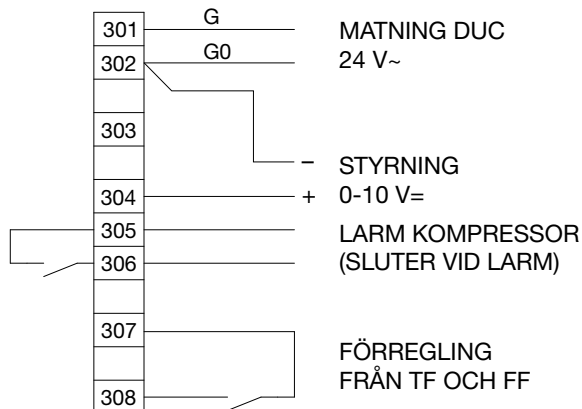 301 G MATNING DUC
302 G0 24 V~
303
− STYRNING
304 + 0-10 V=
305 LARM KOMPRESSOR
306 (SLUTER VID LARM)
307
FÖRREGLING
FRÅN TF OCH FF
308